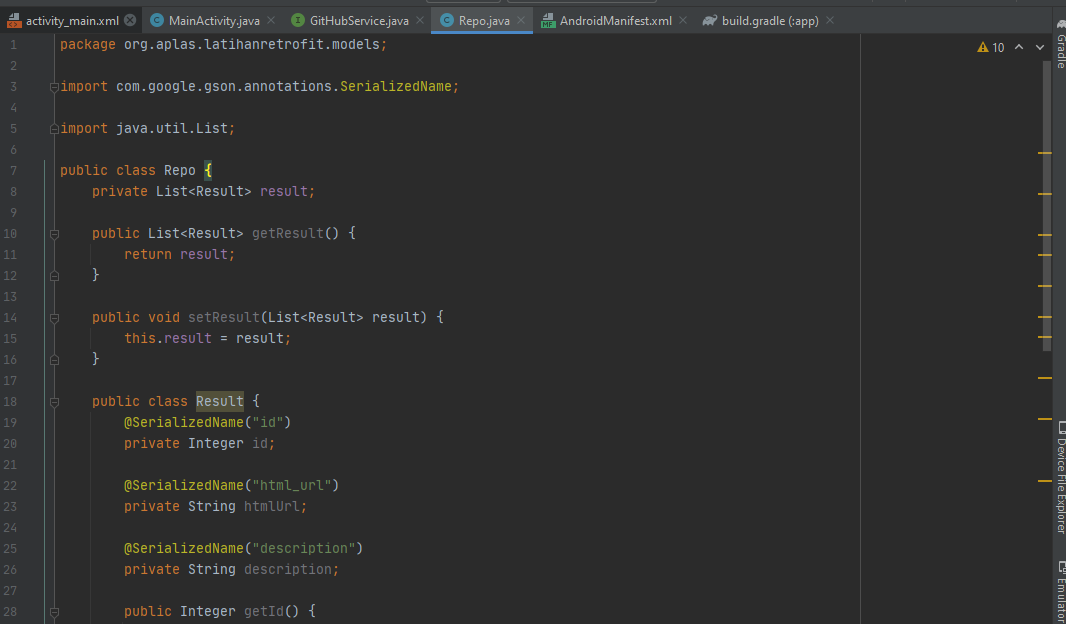 activity_main.xml MainActivity.java GitHubService.java Repo.java AndroidManifest.xml build.gradle (:app)
10
1 package org.aplas.latihanretrofit.models;
2
3 import com.google.gson.annotations.SerializedName;
4
5 import java.util.List;
6
7 public class Repo {
8     private List<Result> result;
9
10     public List<Result> getResult() {
11         return result;
12     }
13
14     public void setResult(List<Result> result) {
15         this.result = result;
16     }
17
18     public class Result {
19         @SerializedName("id")
20         private Integer id;
21
22         @SerializedName("html_url")
23         private String htmlUrl;
24
25         @SerializedName("description")
26         private String description;
27
28         public Integer getId() {
Gradle
Device File Explorer
Emulator